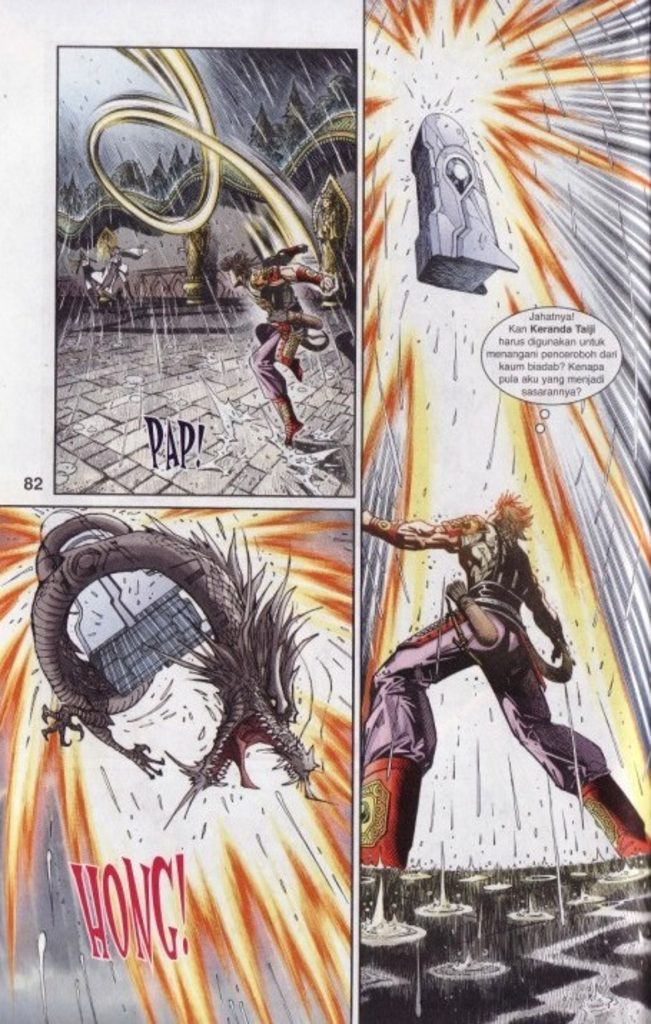 PAP!
82
HONG!
Jahatnya!
Kan Keranda Taiji
harus digunakan untuk
menangani penceroboh dari
kaum biadab? Kenapa
pula aku yang menjadi
sasarannya?